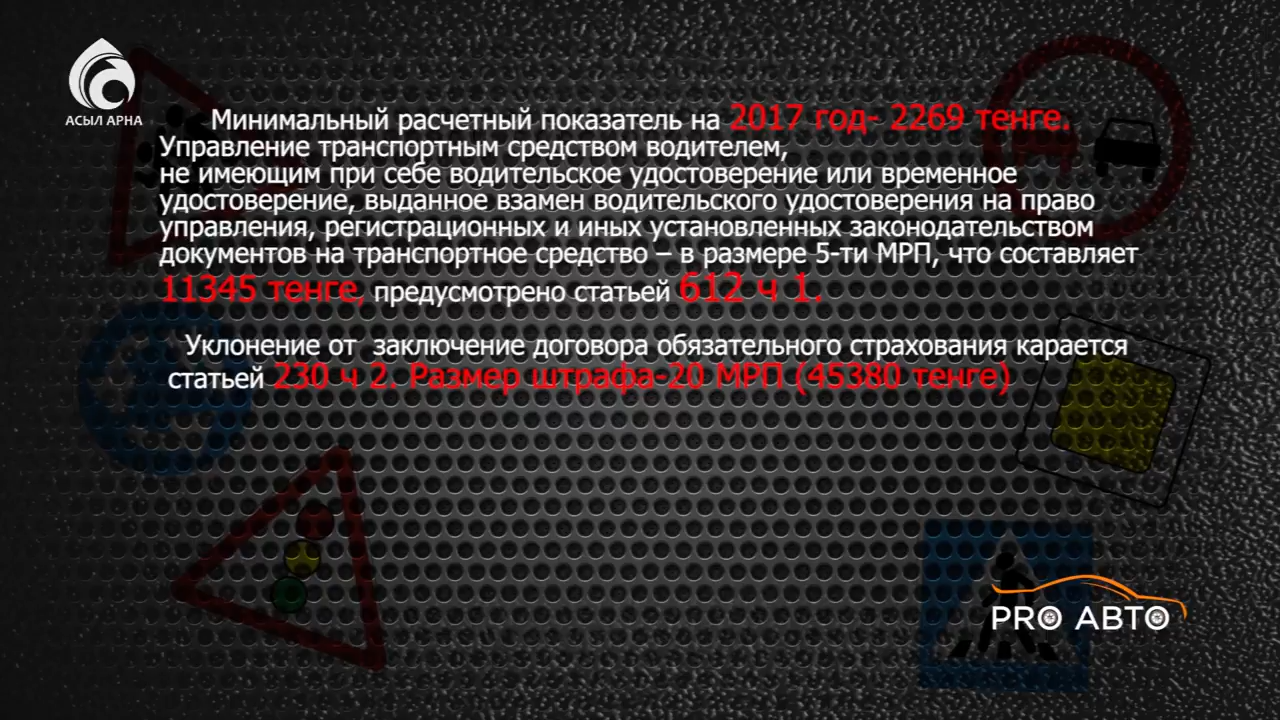 АСЫЛ АРНА
Минимальный расчетный показатель на 2017 год- 2269 тенге.
Управление транспортным средством водителем,
не имеющим при себе водительское удостоверение или временное
удостоверение, выданное взамен водительского удостоверения на право
управления, регистрационных и иных установленных законодательством
документов на транспортное средство – в размере 5-ти МРП, что составляет
11345 тенге, предусмотрено статьей 612 ч 1.
Уклонение от заключение договора обязательного страхования карается
статьей 230 ч 2. Размер штрафа-20 МРП (45380 тенге)
PRO АВТО